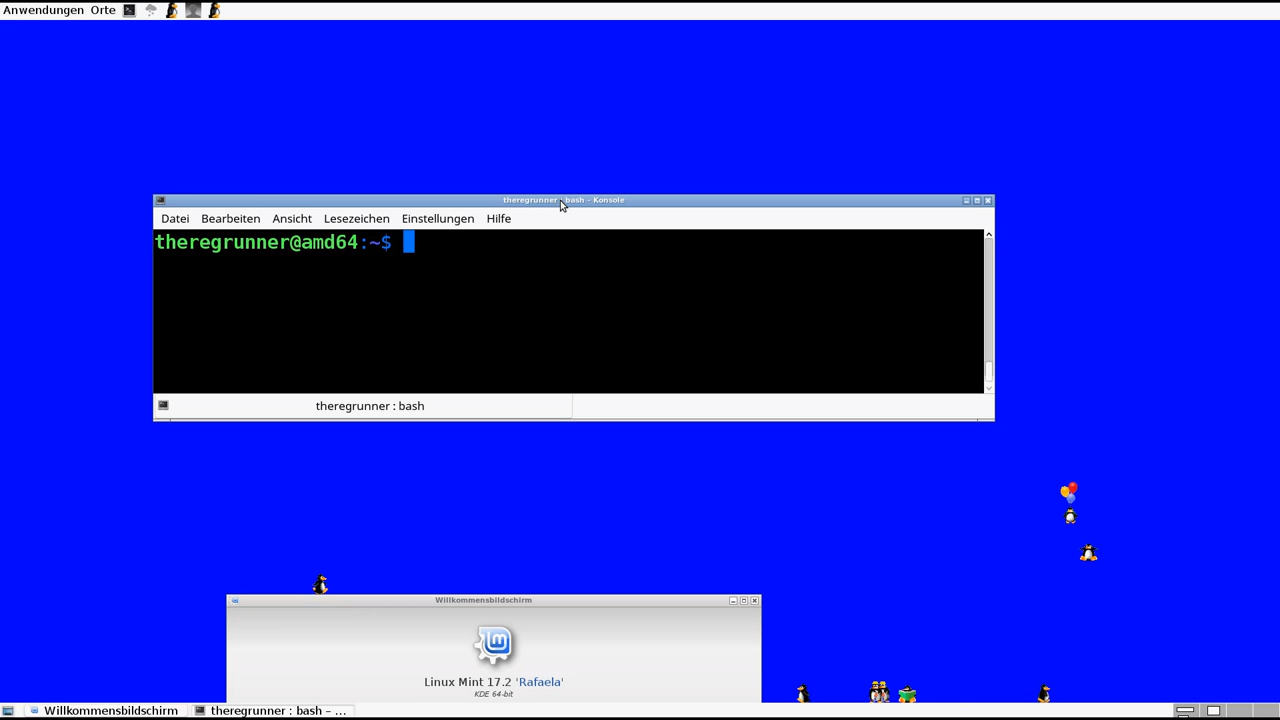 Anwendungen Orte
theregrunner : bash – Konsole
Datei Bearbeiten Ansicht Lesezeichen Einstellungen Hilfe
theregrunner@amd64:~$
theregrunner : bash
Willkommensbildschirm
Linux Mint 17.2 'Rafaela'
KDE 64-bit
Willkommensbildschirm theregrunner : bash – ...